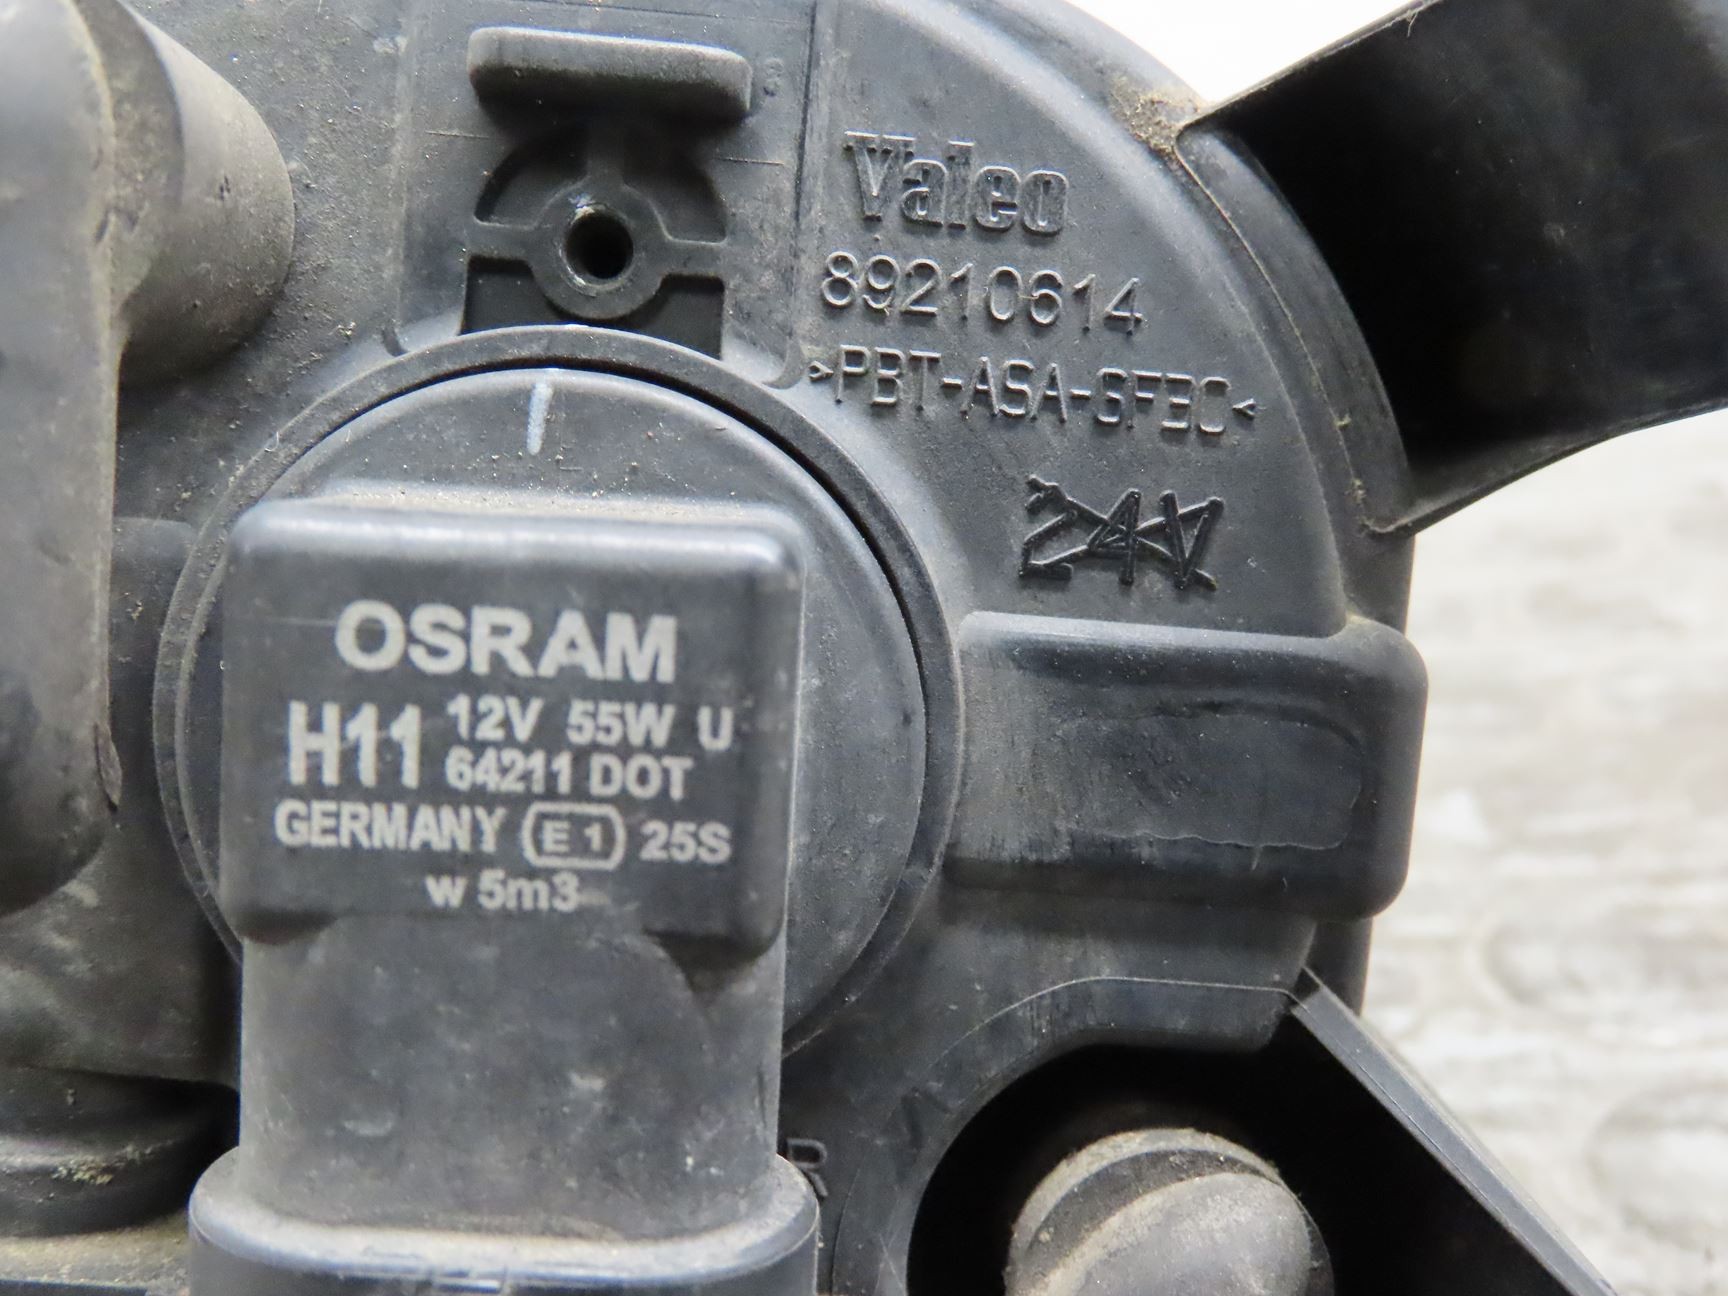 Valeo
89210614
>PBT-ASA-GF30<
24V
OSRAM
H11 12V 55W U
64211 DOT
GERMANY E1 25S
w 5m3
R